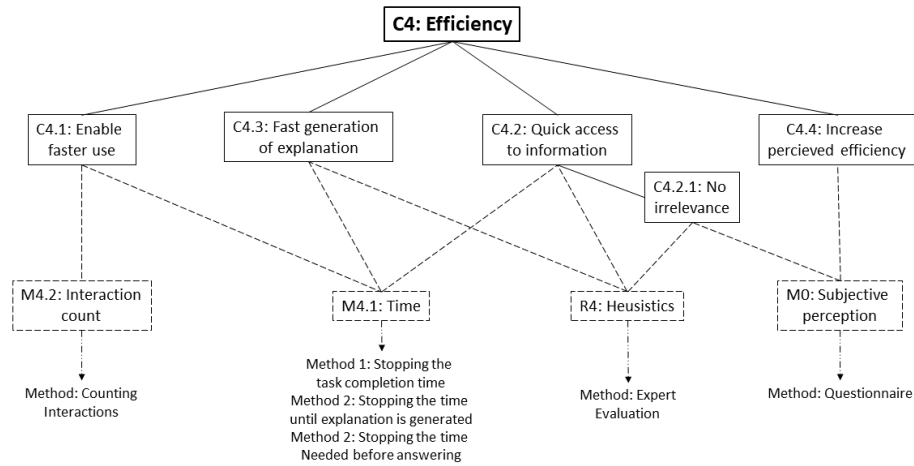 C4: Efficiency
C4.1: Enable
faster use
C4.3: Fast generation
of explanation
C4.2: Quick access
to information
C4.4: Increase
percieved efficiency
C4.2.1: No
irrelevance
M4.2: Interaction
count
M4.1: Time
R4: Heusistics
M0: Subjective
perception
Method: Counting
Interactions
Method 1: Stopping the
task completion time
Method 2: Stopping the time
until explanation is generated
Method 2: Stopping the time
Needed before answering
Method: Expert
Evaluation
Method: Questionnaire